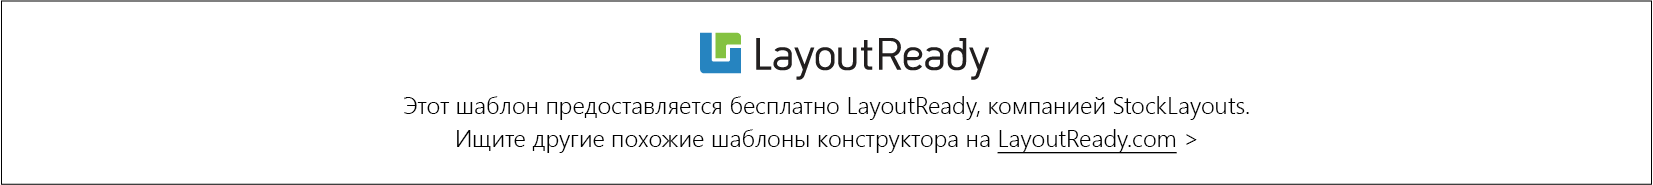 LayoutReady
Этот шаблон предоставляется бесплатно LayoutReady, компанией StockLayouts.
Ищите другие похожие шаблоны конструктора на LayoutReady.com >